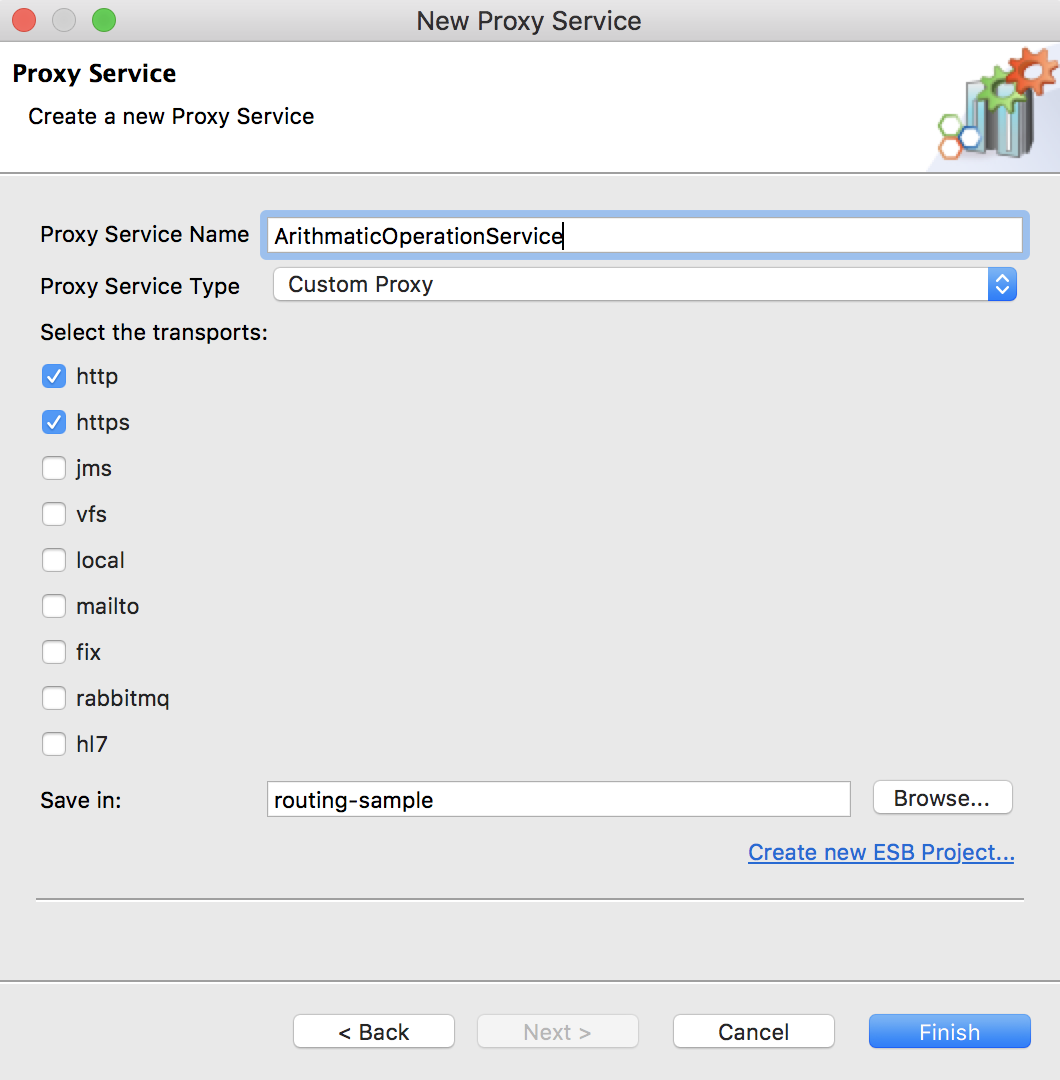 New Proxy Service
Proxy Service
Create a new Proxy Service
Proxy Service Name ArithmaticOperationService
Proxy Service Type Custom Proxy
Select the transports:
http
https
jms
vfs
local
mailto
fix
rabbitmq
hl7
Save in: routing-sample Browse...
Create new ESB Project...
< Back Next > Cancel Finish